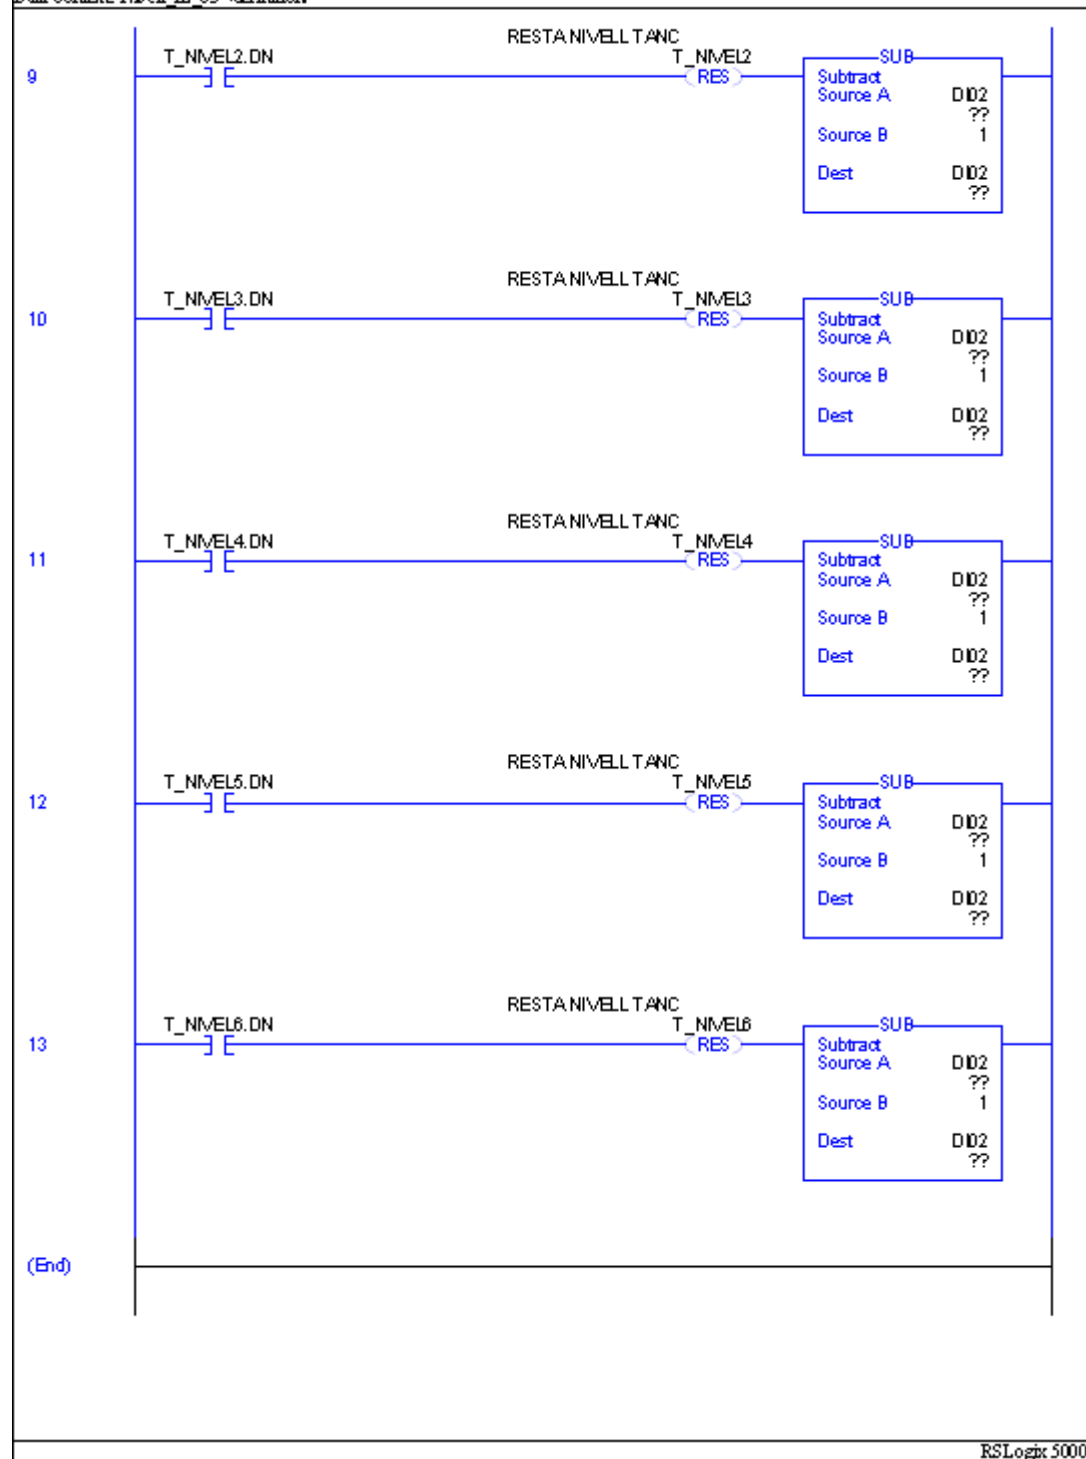 RESTA NIVELL TANC
T_NIVEL2.DN T_NIVEL2 SUB
9 RES Subtract
Source A DI02
??
Source B 1
Dest DI02
??
RESTA NIVELL TANC
T_NIVEL3.DN T_NIVEL3 SUB
10 RES Subtract
Source A DI02
??
Source B 1
Dest DI02
??
RESTA NIVELL TANC
T_NIVEL4.DN T_NIVEL4 SUB
11 RES Subtract
Source A DI02
??
Source B 1
Dest DI02
??
RESTA NIVELL TANC
T_NIVEL5.DN T_NIVEL5 SUB
12 RES Subtract
Source A DI02
??
Source B 1
Dest DI02
??
RESTA NIVELL TANC
T_NIVEL6.DN T_NIVEL6 SUB
13 RES Subtract
Source A DI02
??
Source B 1
Dest DI02
??
(End)
RSLogix 5000